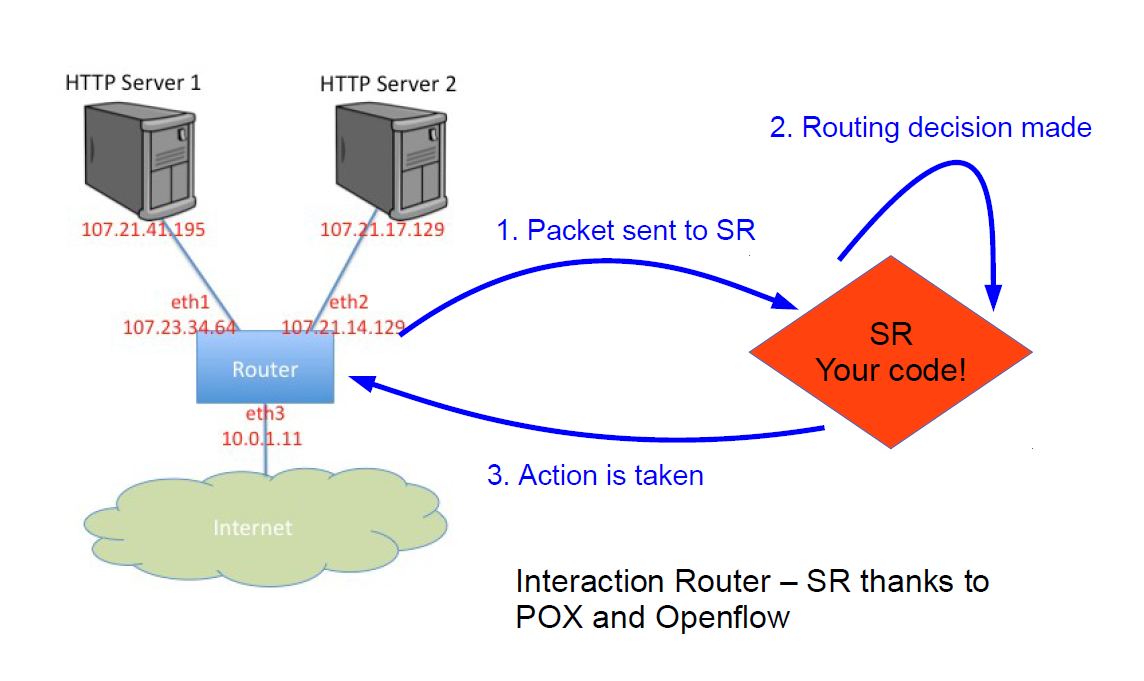 HTTP Server 1
HTTP Server 2
2. Routing decision made
107.21.41.195
107.21.17.129
1. Packet sent to SR
eth1
107.23.34.64
eth2
107.21.14.129
SR
Your code!
Router
eth3
10.0.1.11
3. Action is taken
Internet
Interaction Router – SR thanks to
POX and Openflow